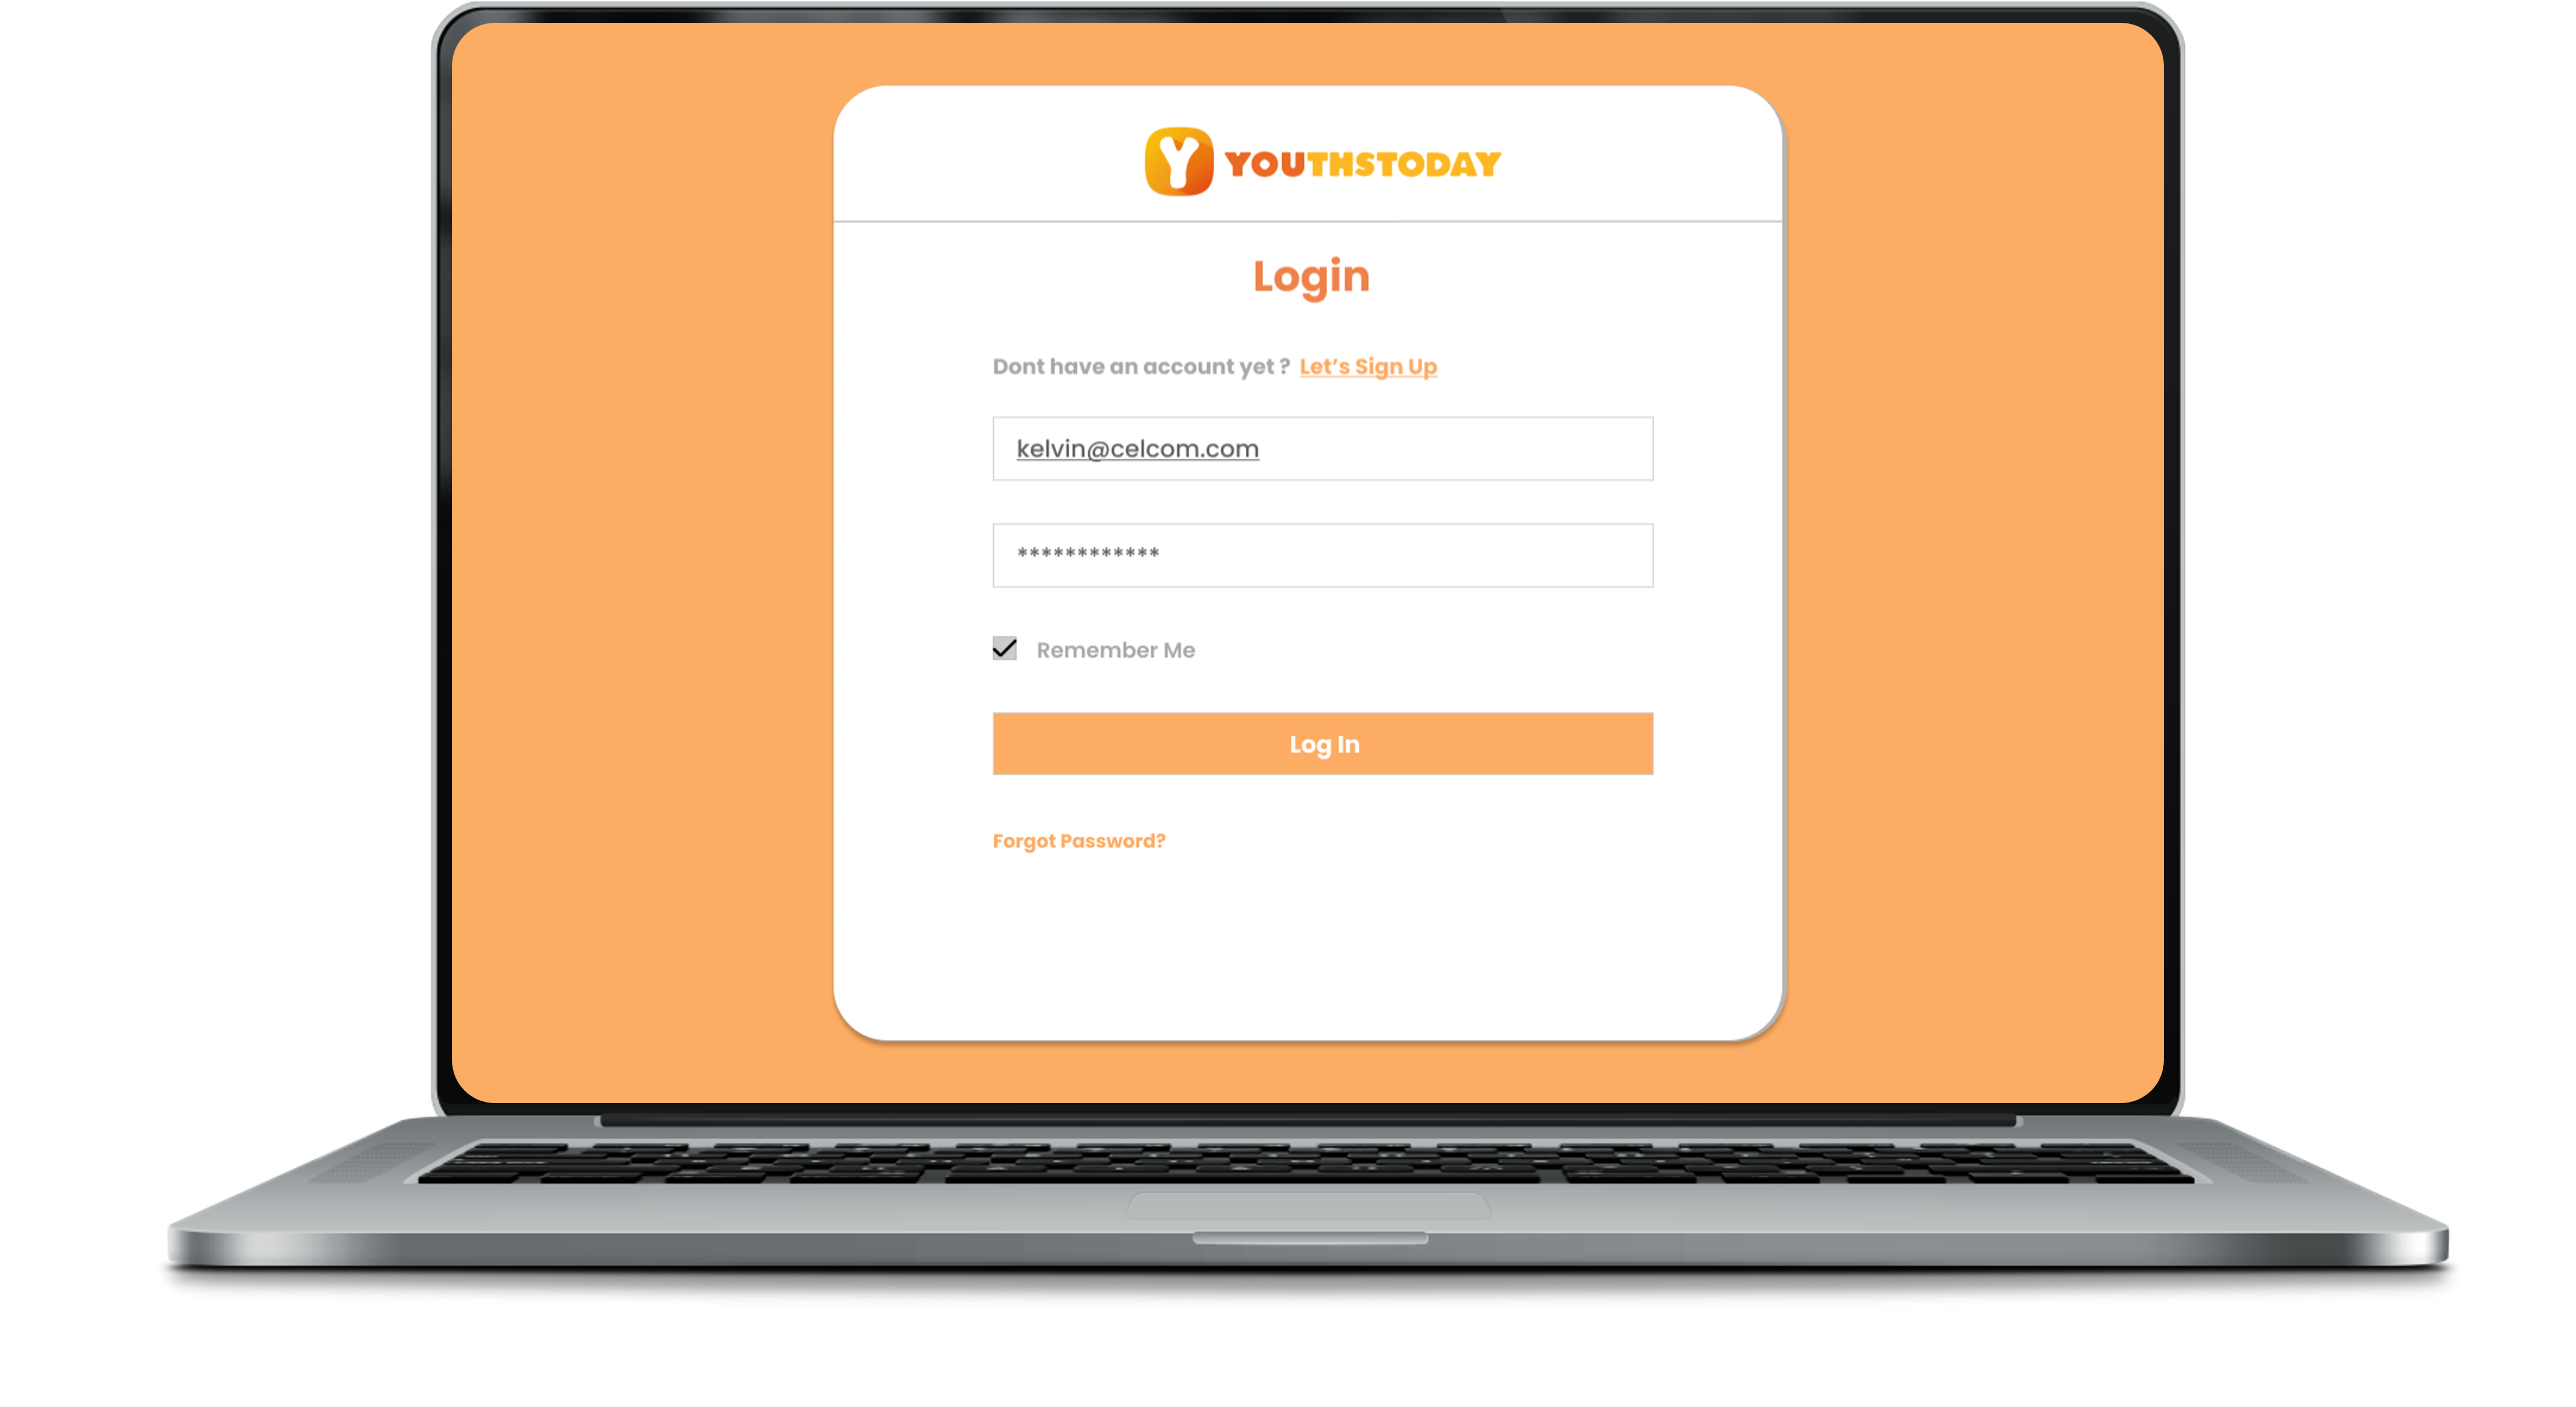 Y YOUTHSTODAY
Login
Dont have an account yet ? Let’s Sign Up
kelvin@celcom.com
************
Remember Me
Log In
Forgot Password?